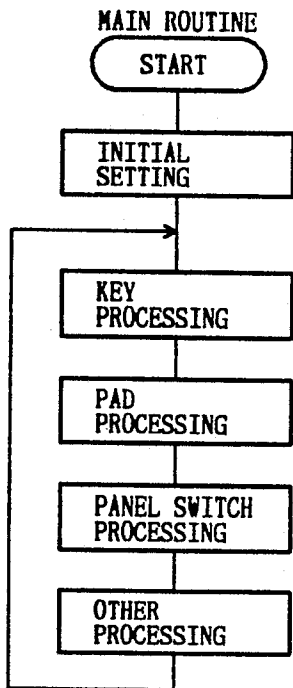 MAIN ROUTINE
START
INITIAL
SETTING
KEY
PROCESSING
PAD
PROCESSING
PANEL SWITCH
PROCESSING
OTHER
PROCESSING